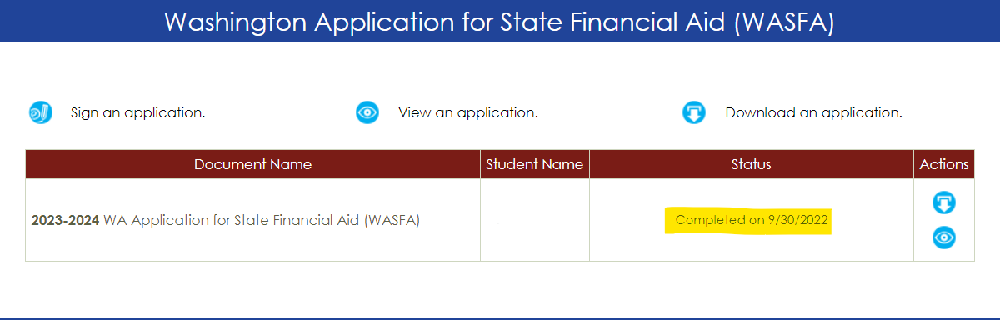 Washington Application for State Financial Aid (WASFA)
Sign an application.
View an application.
Download an application.
Document Name
Student Name
Status
Actions
2023-2024 WA Application for State Financial Aid (WASFA)
Completed on 9/30/2022